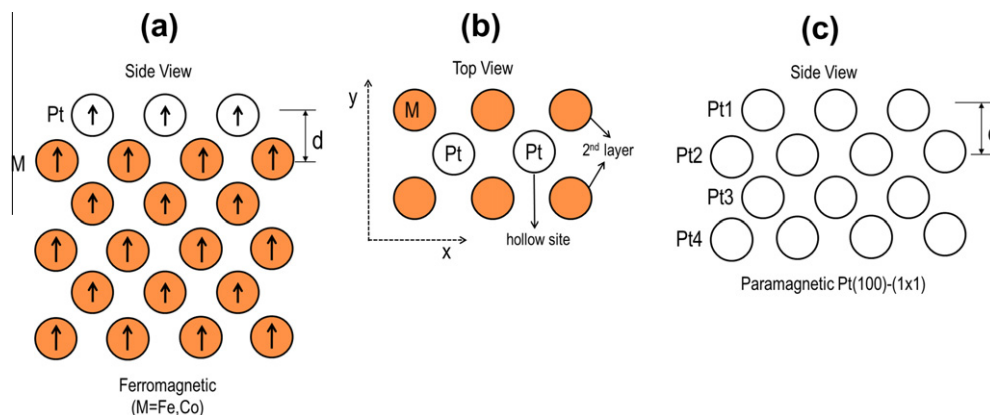 (a)
Side View
Pt
M
d
Ferromagnetic
(M=Fe,Co)
(b)
Top View
y
M
Pt
Pt
2nd layer
hollow site
x
(c)
Side View
Pt1
Pt2
Pt3
Pt4
Paramagnetic Pt(100)-(1x1)